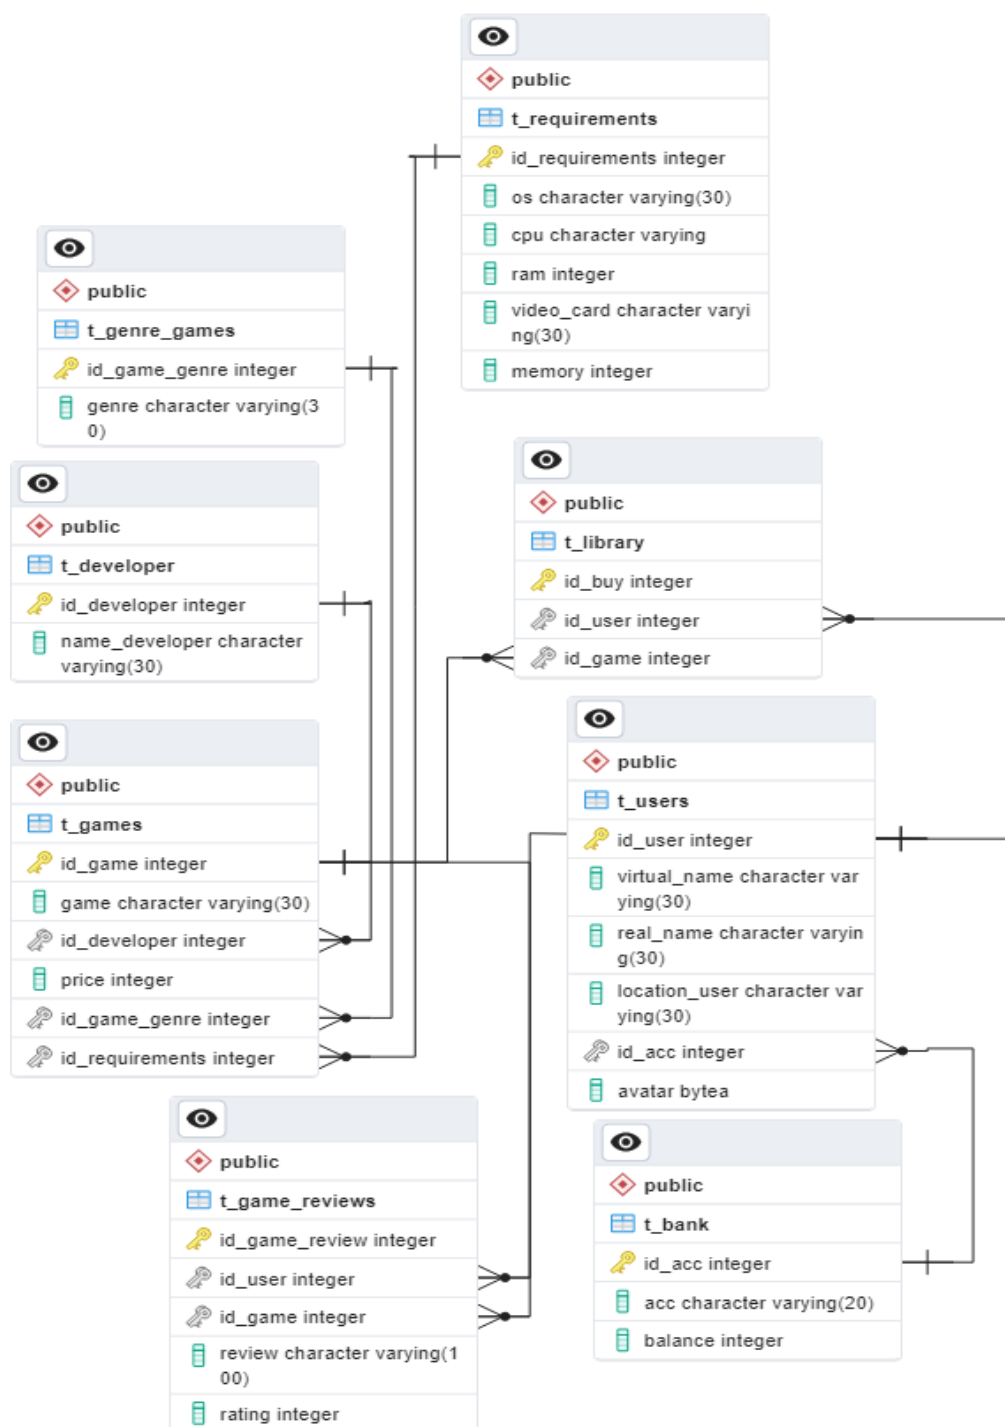 public
t_requirements
id_requirements integer
os character varying(30)
cpu character varying
ram integer
video_card character varyi
ng(30)
memory integer
public
t_genre_games
id_game_genre integer
genre character varying(3
0)
public
t_developer
id_developer integer
name_developer character
varying(30)
public
t_library
id_buy integer
id_user integer
id_game integer
public
t_games
id_game integer
game character varying(30)
id_developer integer
price integer
id_game_genre integer
id_requirements integer
public
t_users
id_user integer
virtual_name character var
ying(30)
real_name character varyin
g(30)
location_user character var
ying(30)
id_acc integer
avatar bytea
public
t_game_reviews
id_game_review integer
id_user integer
id_game integer
review character varying(1
00)
rating integer
public
t_bank
id_acc integer
acc character varying(20)
balance integer